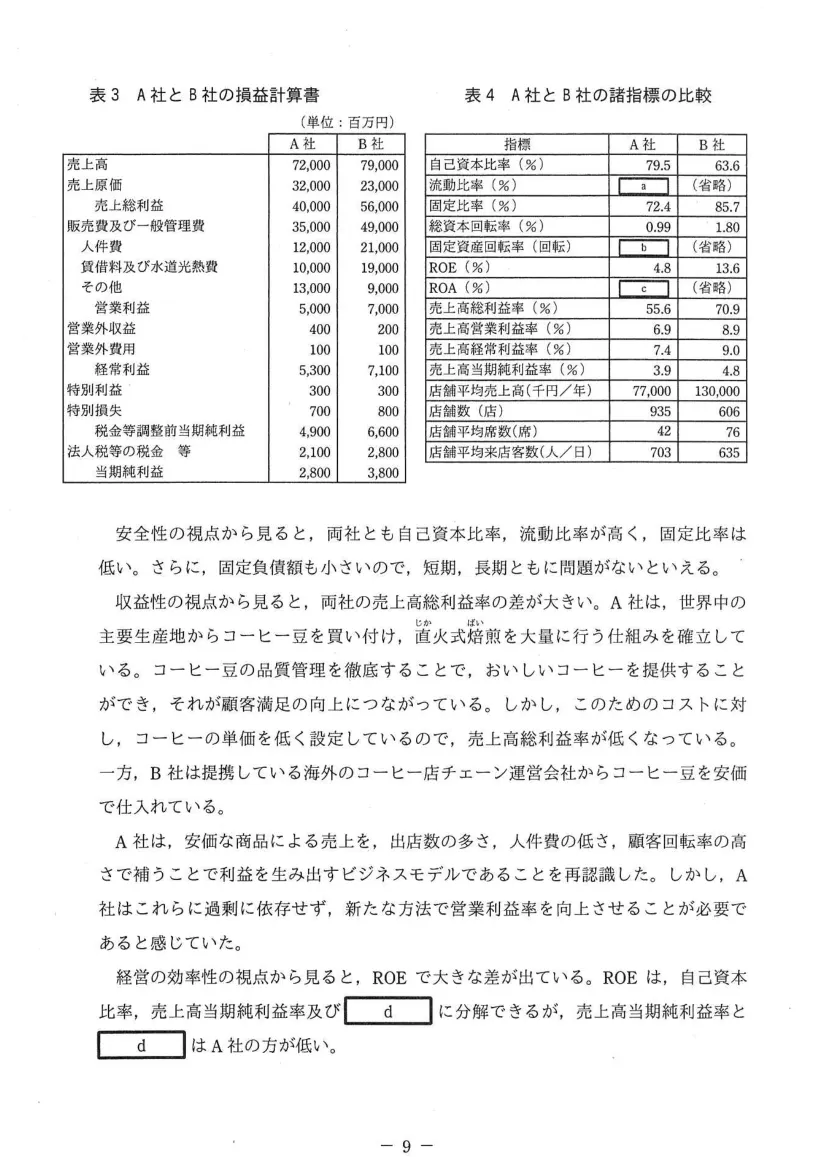 表３　Ａ社とＢ社の損益計算書
（単位：百万円）
Ａ社　Ｂ社
売上高　72,000　79,000
売上原価　32,000　23,000
売上総利益　40,000　56,000
販売費及び一般管理費　35,000　49,000
人件費　12,000　21,000
賃借料及び水道光熱費　10,000　19,000
その他　13,000　9,000
営業利益　5,000　7,000
営業外収益　400　200
営業外費用　100　100
経常利益　5,300　7,100
特別利益　300　300
特別損失　700　800
税金等調整前当期純利益　4,900　6,600
法人税等の税金　等　2,100　2,800
当期純利益　2,800　3,800
表４　Ａ社とＢ社の諸指標の比較
指標　Ａ社　Ｂ社
自己資本比率（％）　79.5　63.6
流動比率（％）　a　（省略）
固定比率（％）　72.4　85.7
総資本回転率（％）　0.99　1.80
固定資産回転率（回転）　b　（省略）
ROE（％）　4.8　13.6
ROA（％）　c　（省略）
売上高総利益率（％）　55.6　70.9
売上高営業利益率（％）　6.9　8.9
売上高経常利益率（％）　7.4　9.0
売上高当期純利益率（％）　3.9　4.8
店舗平均売上高(千円／年）　77,000　130,000
店舗数（店）　935　606
店舗平均席数(席）　42　76
店舗平均来店客数(人／日）　703　635
安全性の視点から見ると，両社とも自己資本比率，流動比率が高く，固定比率は
低い。さらに，固定負債額も小さいので，短期，長期ともに問題がないといえる。
収益性の視点から見ると，両社の売上高総利益率の差が大きい。Ａ社は，世界中の
じか　ばい
主要生産地からコーヒー豆を買い付け，直火式焙煎を大量に行う仕組みを確立して
いる。コーヒー豆の品質管理を徹底することで，おいしいコーヒーを提供すること
ができ，それが顧客満足の向上につながっている。しかし，このためのコストに対
し，コーヒーの単価を低く設定しているので，売上高総利益率が低くなっている。
一方，Ｂ社は提携している海外のコーヒー店チェーン運営会社からコーヒー豆を安価
で仕入れている。
Ａ社は，安価な商品による売上を，出店数の多さ，人件費の低さ，顧客回転率の高
さで補うことで利益を生み出すビジネスモデルであることを再認識した。しかし，Ａ
社はこれらに過剰に依存せず，新たな方法で営業利益率を向上させることが必要で
あると感じていた。
経営の効率性の視点から見ると，ROE で大きな差が出ている。ROE は，自己資本
比率，売上高当期純利益率及び　d　に分解できるが，売上高当期純利益率と
d　はＡ社の方が低い。
－ 9 －